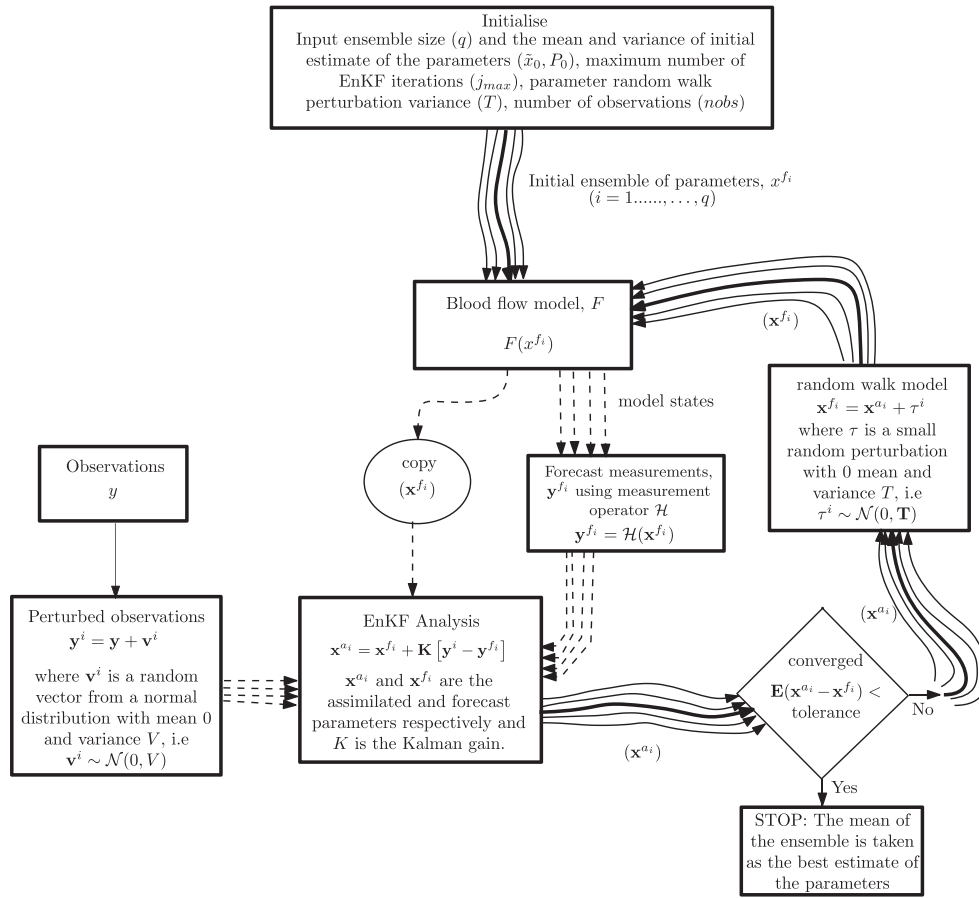 Initialise
Input ensemble size (q) and the mean and variance of initial
estimate of the parameters (x̃₀, P₀), maximum number of
EnKF iterations (jₘₐₓ), parameter random walk
perturbation variance (T), number of observations (nobs)
Initial ensemble of parameters, x^{f_i}
(i = 1......, . . . , q)
Blood flow model, F
F(x^{f_i})
(𝐱^{f_i})
model states
random walk model
𝐱^{f_i} = 𝐱^{a_i} + τ^i
where τ is a small
random perturbation
with 0 mean and
variance T, i.e
τ^i ∼ 𝒩(0, 𝐓)
copy
(𝐱^{f_i})
Forecast measurements,
𝐲^{f_i} using measurement
operator ℋ
𝐲^{f_i} = ℋ(𝐱^{f_i})
Observations
y
Perturbed observations
𝐲^i = 𝐲 + 𝐯^i
where 𝐯^i is a random
vector from a normal
distribution with mean 0
and variance V, i.e
𝐯^i ∼ 𝒩(0, V)
EnKF Analysis
𝐱^{a_i} = 𝐱^{f_i} + 𝐊 [𝐲^i − 𝐲^{f_i}]
𝐱^{a_i} and 𝐱^{f_i} are the
assimilated and forecast
parameters respectively and
K is the Kalman gain.
(𝐱^{a_i})
converged
𝐄(𝐱^{a_i} − 𝐱^{f_i}) <
tolerance
No
(𝐱^{a_i})
Yes
STOP: The mean of
the ensemble is taken
as the best estimate of
the parameters